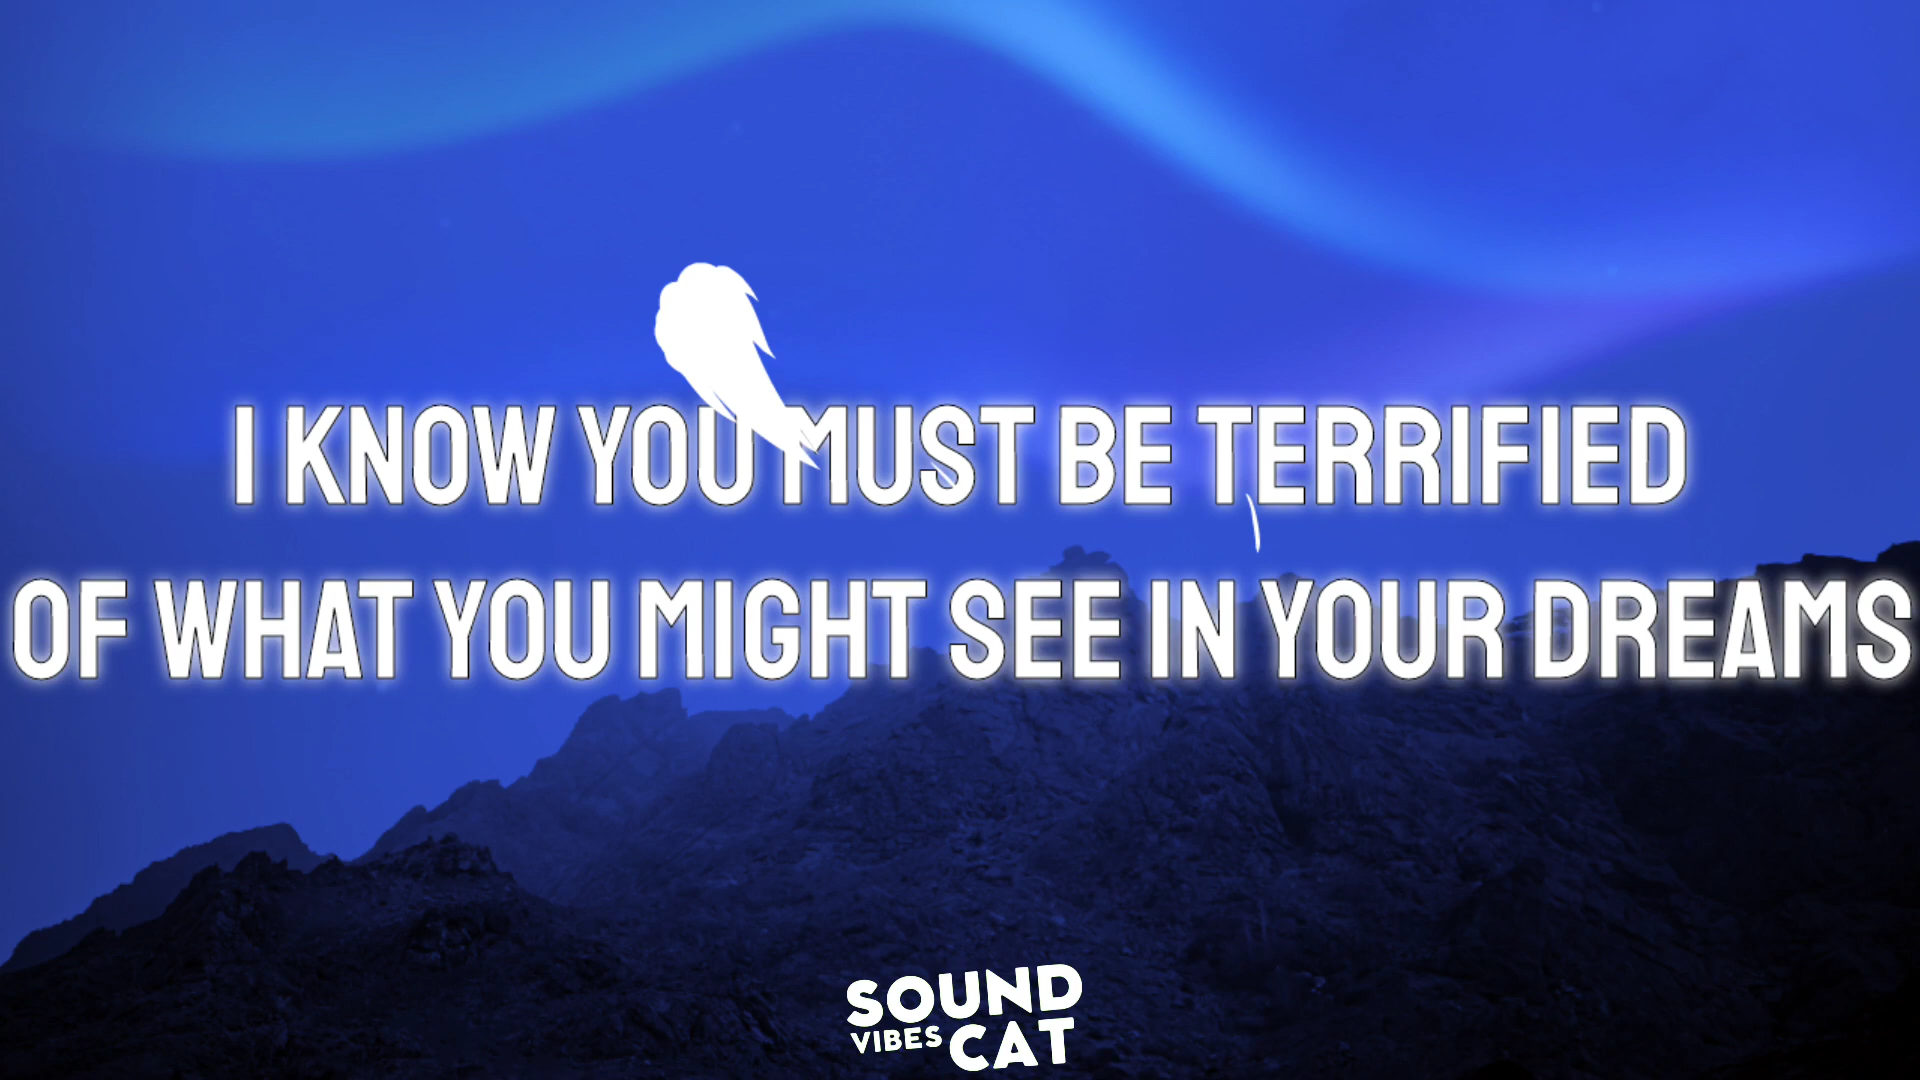 I KNOW YOU MUST BE TERRIFIED
OF WHAT YOU MIGHT SEE IN YOUR DREAMS
SOUND
VIBES CAT